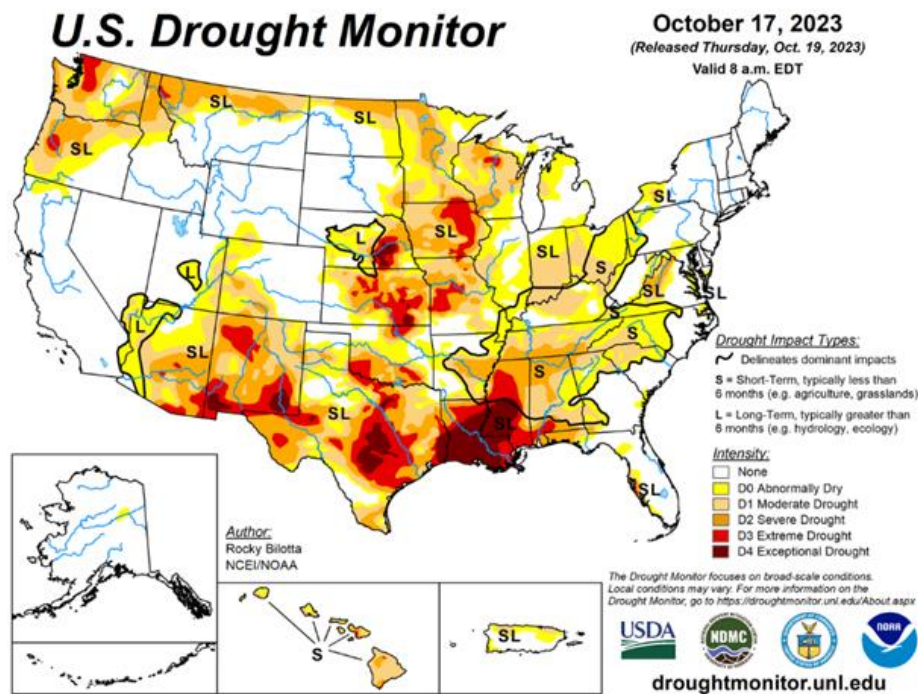 U.S. Drought Monitor
October 17, 2023
(Released Thursday, Oct. 19, 2023)
Valid 8 a.m. EDT
SL
SL
SL
SL
L
SL
SL
S
SL
SL
S
L
L
SL
S
S
SL
SL
SL
Drought Impact Types:
Delineates dominant impacts
S = Short-Term, typically less than
6 months (e.g. agriculture, grasslands)
L = Long-Term, typically greater than
6 months (e.g. hydrology, ecology)
Intensity:
None
D0 Abnormally Dry
D1 Moderate Drought
D2 Severe Drought
D3 Extreme Drought
D4 Exceptional Drought
Author:
Rocky Bilotta
NCEI/NOAA
S
SL
The Drought Monitor focuses on broad-scale conditions.
Local conditions may vary. For more information on the
Drought Monitor, go to https://droughtmonitor.unl.edu/About.aspx
USDA
NDMC
NOAA
droughtmonitor.unl.edu